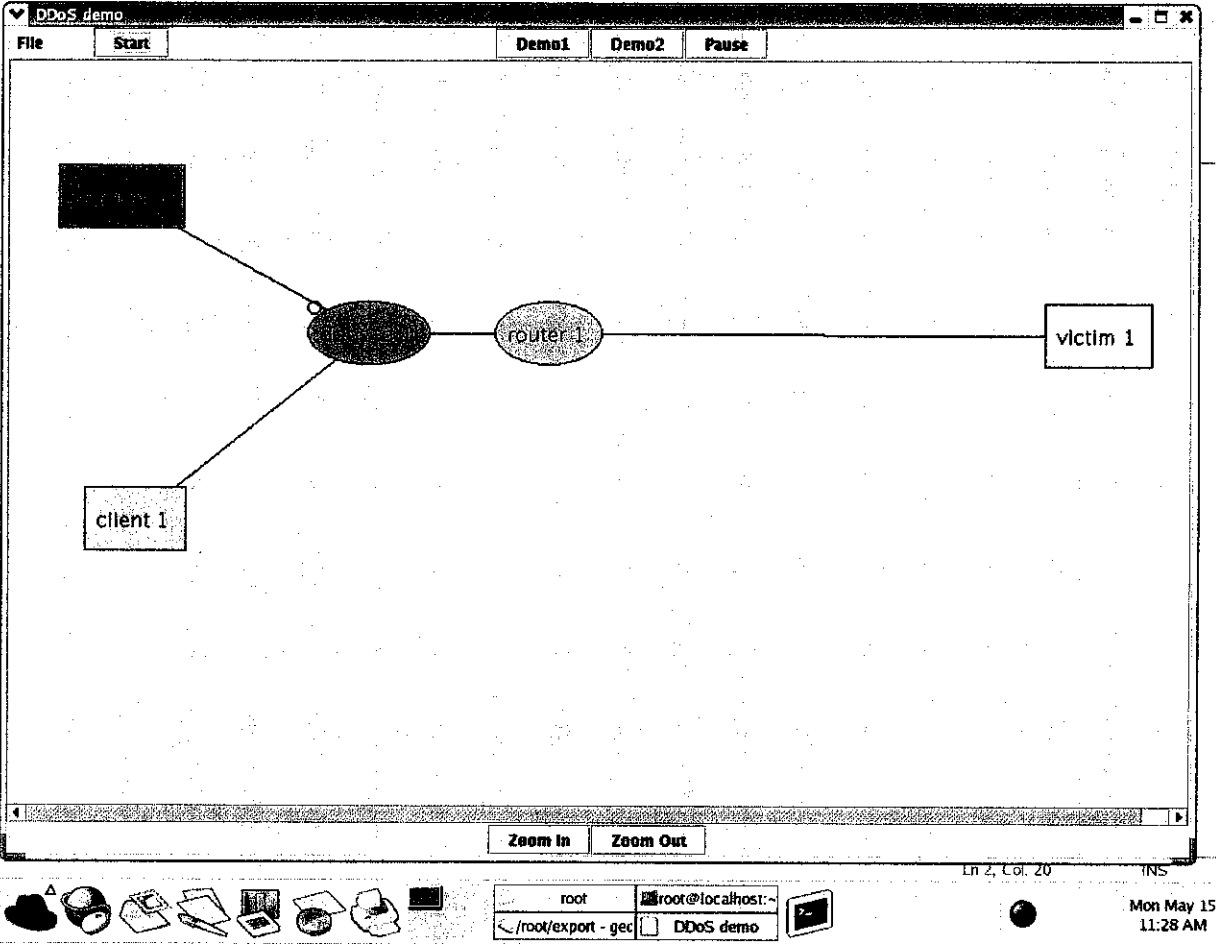 DDoS demo
File Start Demo1 Demo2 Pause
router 1
victim 1
client 1
Zoom In Zoom Out
Ln 2, Col. 20 INS
root root@localhost:~
/root/export - gec DDoS demo
Mon May 15
11:28 AM